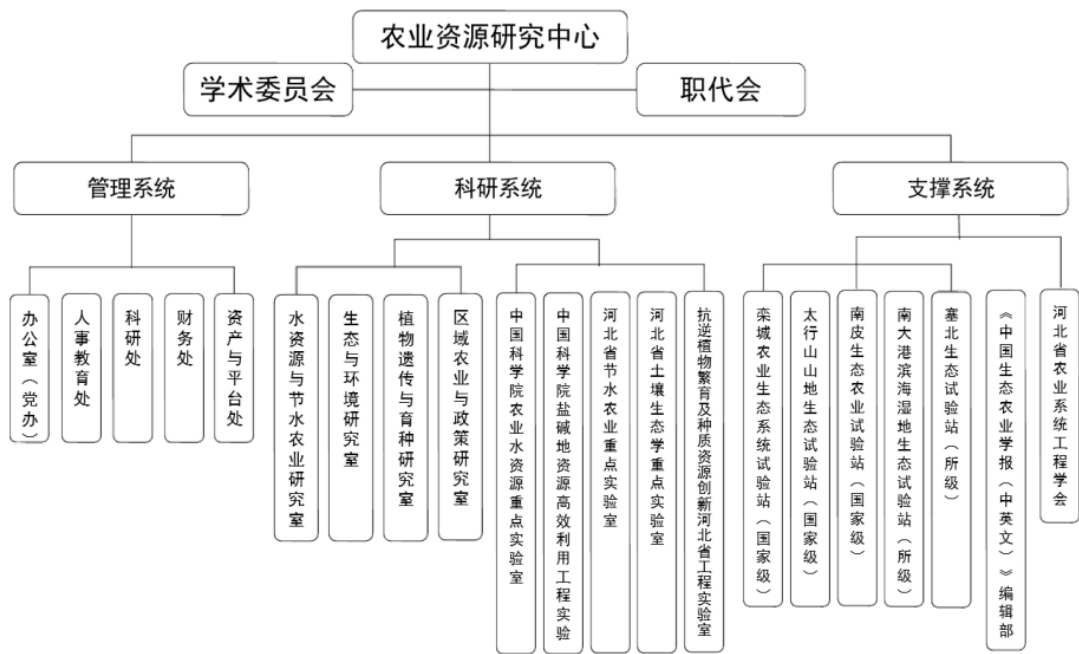 农业资源研究中心
学术委员会
职代会
管理系统
科研系统
支撑系统
办公室（党办）
人事教育处
科研处
财务处
资产与平台处
水资源与节水农业研究室
生态与环境研究室
植物遗传与育种研究室
区域农业与政策研究室
中国科学院农业水资源重点实验室
中国科学院盐碱地资源高效利用工程实验
河北省节水农业重点实验室
河北省土壤生态学重点实验室
抗逆植物繁育及种质资源创新河北省工程实验室
栾城农业生态系统试验站（国家级）
太行山山地生态试验站（国家级）
南皮生态农业试验站（国家级）
南大港滨海湿地生态试验站（所级）
塞北生态试验站（所级）
《中国生态农业学报（中英文）》编辑部
河北省农业系统工程学会